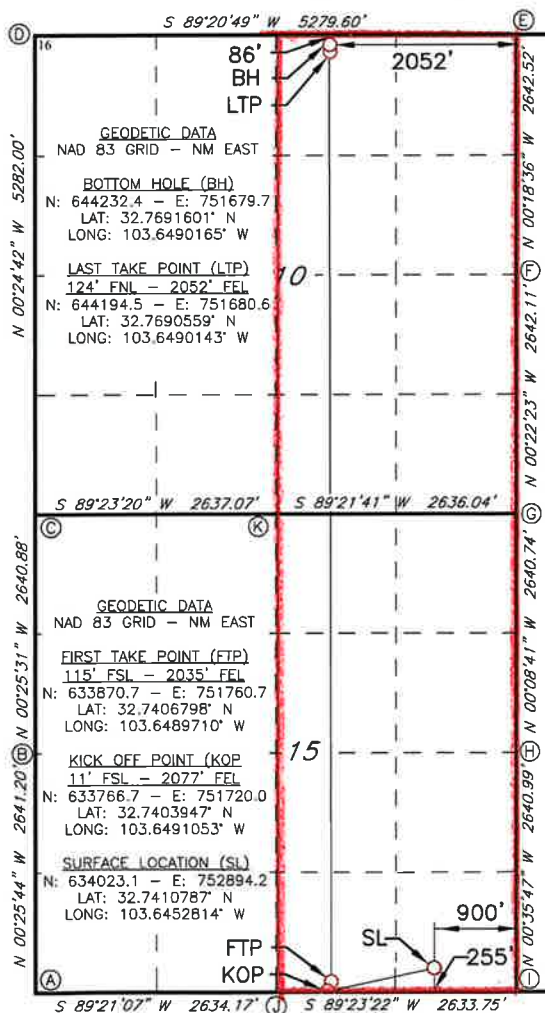 S 89°20'49" W 5279.60'
D
E
16
86'
BH
LTP
2052'
N 00°24'42" W 5282.00'
GEODETIC DATA
NAD 83 GRID - NM EAST
BOTTOM HOLE (BH)
N: 644232.4 - E: 751679.7
LAT: 32.7691601° N
LONG: 103.6490165° W
LAST TAKE POINT (LTP)
124' FNL - 2052' FEL
N: 644194.5 - E: 751680.6
LAT: 32.7690559° N
LONG: 103.6490143° W
10
N 00°18'36" W 2642.52'
F
N 00°22'23" W 2642.11'
S 89°23'20" W 2637.07'
S 89°21'41" W 2636.04'
C
K
G
N 00°25'31" W 2640.88'
GEODETIC DATA
NAD 83 GRID - NM EAST
FIRST TAKE POINT (FTP)
115' FSL - 2035' FEL
N: 633870.7 - E: 751760.7
LAT: 32.7406798° N
LONG: 103.6489710° W
KICK OFF POINT (KOP
11' FSL - 2077' FEL
N: 633766.7 - E: 751720.0
LAT: 32.7403947° N
LONG: 103.6491053° W
SURFACE LOCATION (SL)
N: 634023.1 - E: 752894.2
LAT: 32.7410787° N
LONG: 103.6452814° W
B
15
N 00°08'41" W 2640.74'
H
N 00°25'44" W 2641.20'
N 00°35'47" W 2640.99'
900'
SL
FTP
KOP
255'
A
I
J
S 89°21'07" W 2634.17'
S 89°23'22" W 2633.75'